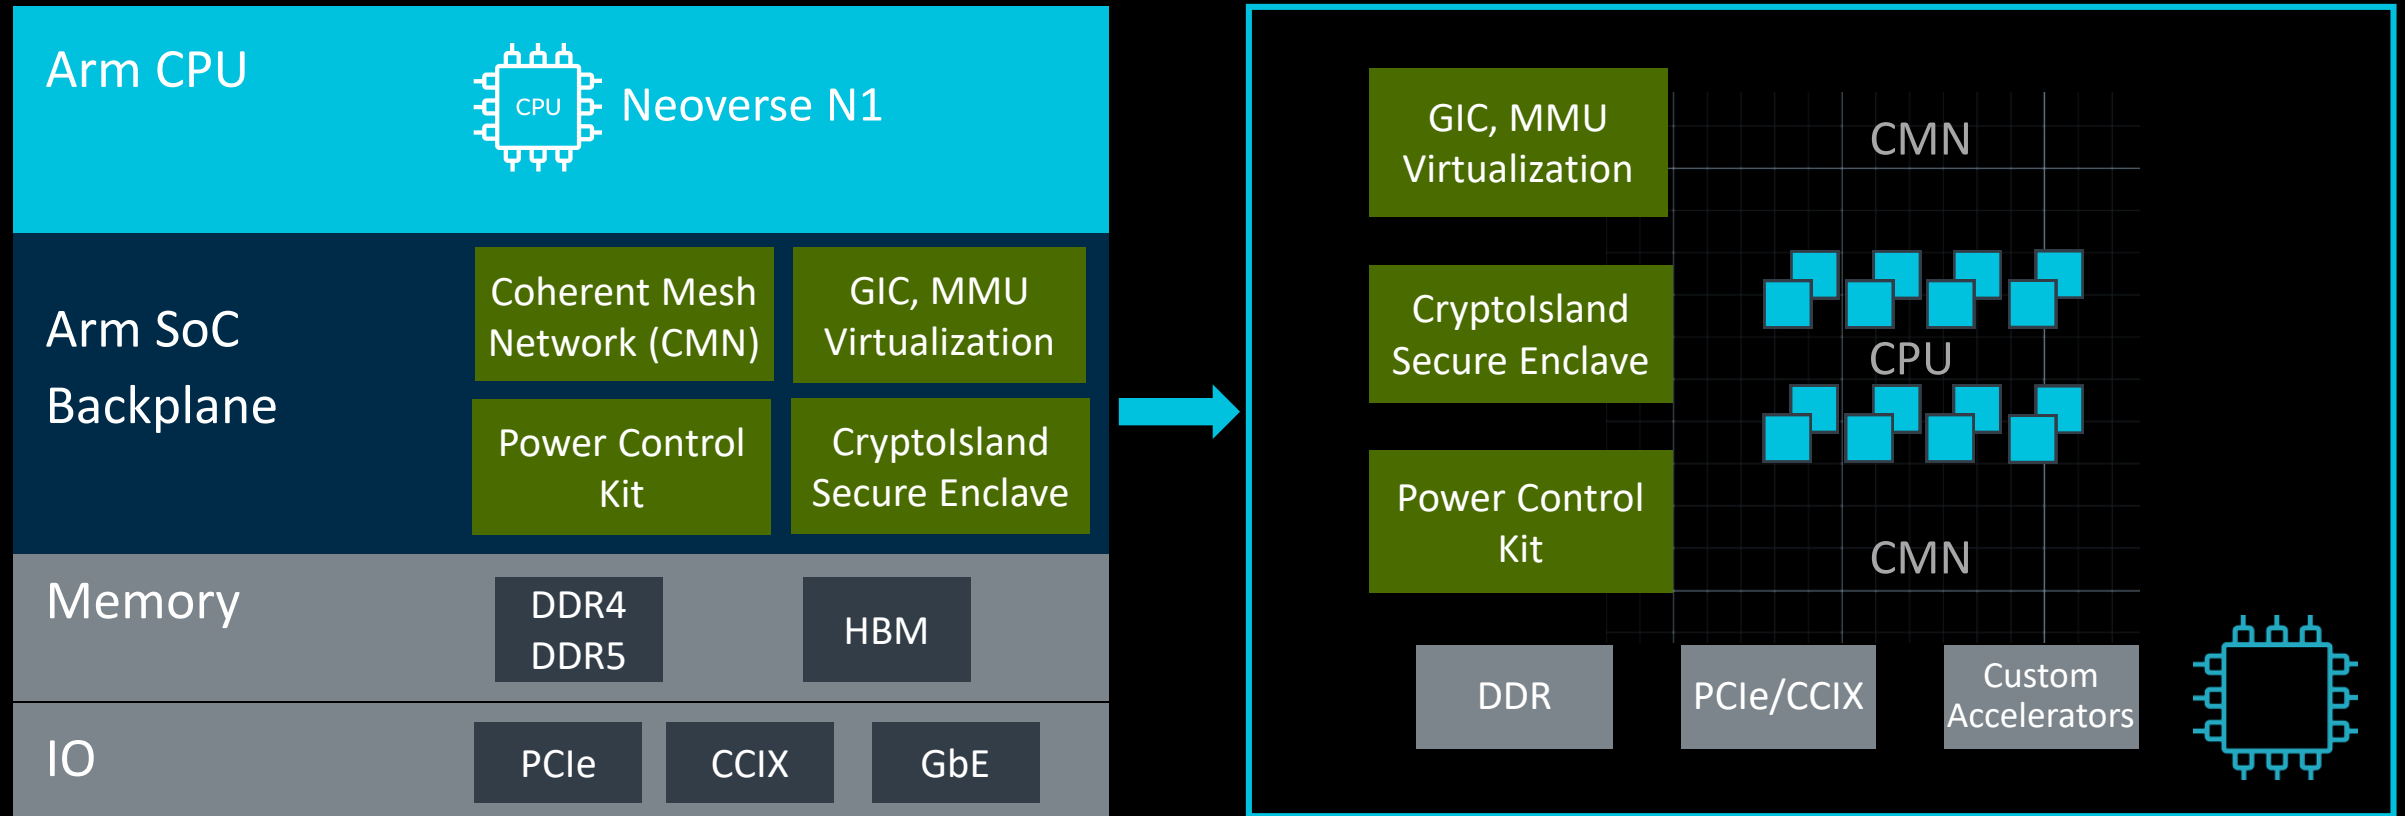 Arm CPU
CPU
Neoverse N1
Arm SoC
Backplane
Coherent Mesh
Network (CMN)
GIC, MMU
Virtualization
Power Control
Kit
CryptoIsland
Secure Enclave
Memory
DDR4
DDR5
HBM
IO
PCIe
CCIX
GbE
GIC, MMU
Virtualization
CMN
CryptoIsland
Secure Enclave
CPU
Power Control
Kit
CMN
DDR
PCIe/CCIX
Custom
Accelerators